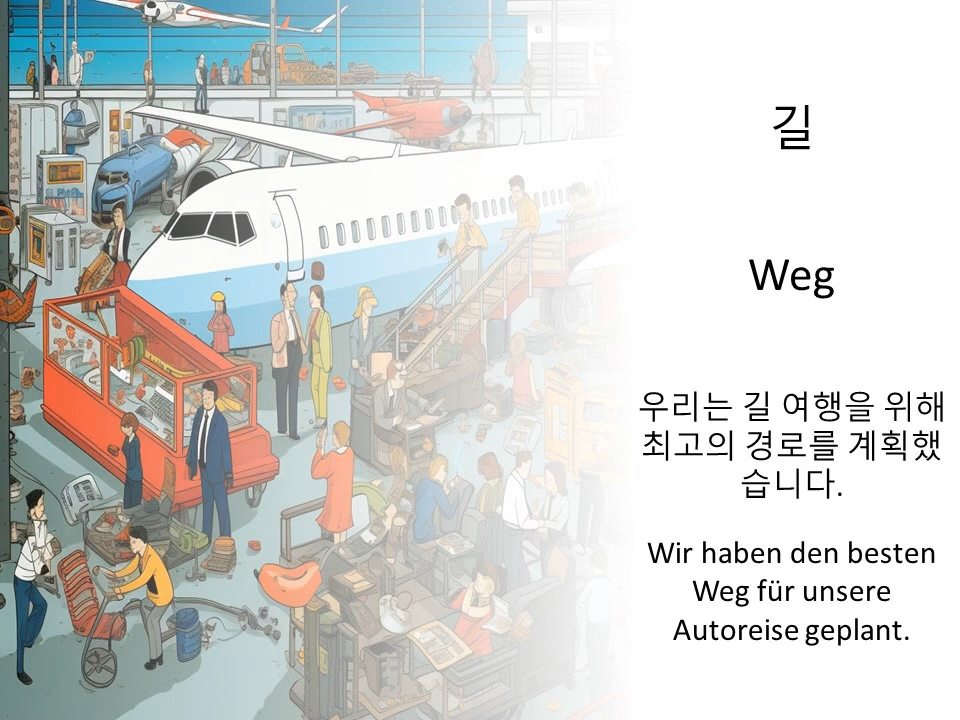 길
Weg
우리는 길 여행을 위해
최고의 경로를 계획했
습니다.
Wir haben den besten
Weg für unsere
Autoreise geplant.